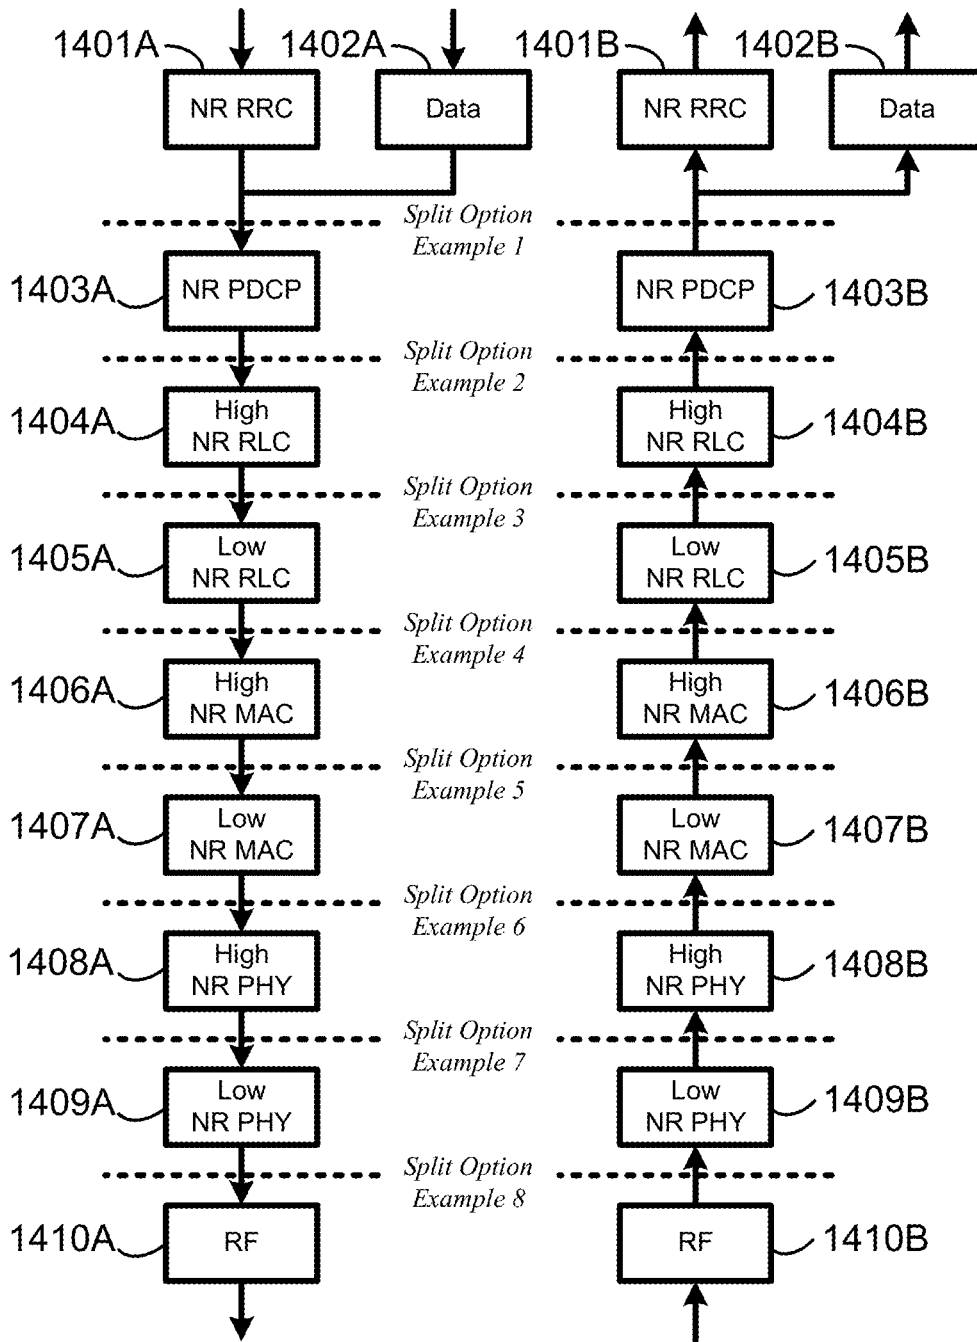 1401A 1402A 1401B 1402B
NR RRC Data NR RRC Data
Split Option
Example 1
1403A NR PDCP NR PDCP 1403B
Split Option
Example 2
1404A High NR RLC High NR RLC 1404B
Split Option
Example 3
1405A Low NR RLC Low NR RLC 1405B
Split Option
Example 4
1406A High NR MAC High NR MAC 1406B
Split Option
Example 5
1407A Low NR MAC Low NR MAC 1407B
Split Option
Example 6
1408A High NR PHY High NR PHY 1408B
Split Option
Example 7
1409A Low NR PHY Low NR PHY 1409B
Split Option
Example 8
1410A RF RF 1410B